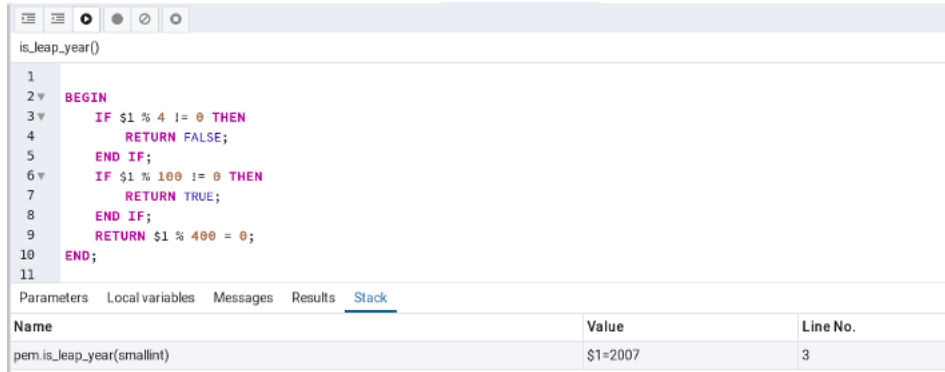 is_leap_year()
1
2 BEGIN
3 IF $1 % 4 != 0 THEN
4 RETURN FALSE;
5 END IF;
6 IF $1 % 100 != 0 THEN
7 RETURN TRUE;
8 END IF;
9 RETURN $1 % 400 = 0;
10 END;
11
Parameters Local variables Messages Results Stack
Name Value Line No.
pem.is_leap_year(smallint) $1=2007 3